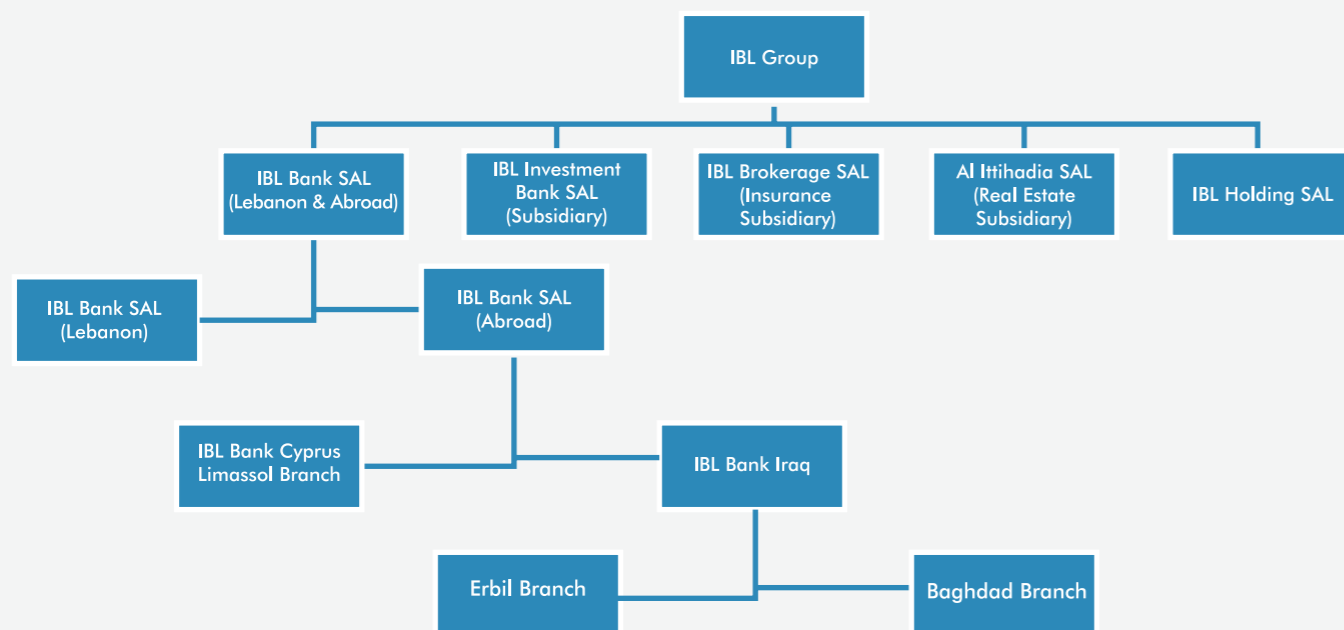 IBL Group
IBL Bank SAL
(Lebanon & Abroad)
IBL Investment
Bank SAL
(Subsidiary)
IBL Brokerage SAL
(Insurance
Subsidiary)
Al Ittihadia SAL
(Real Estate
Subsidiary)
IBL Holding SAL
IBL Bank SAL
(Lebanon)
IBL Bank SAL
(Abroad)
IBL Bank Cyprus
Limassol Branch
IBL Bank Iraq
Erbil Branch
Baghdad Branch